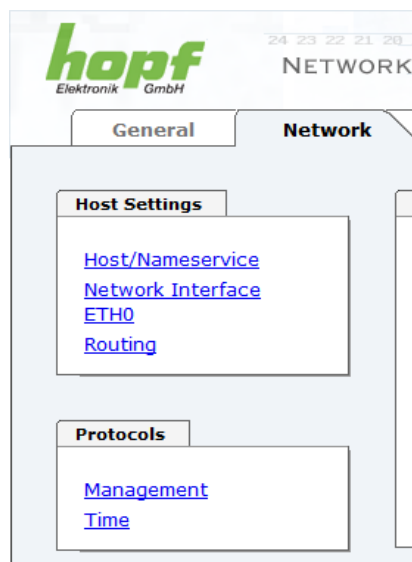 hopf
Elektronik GmbH
24 23 22 21 20
NETWORK
General
Network
Host Settings
Host/Nameservice
Network Interface
ETH0
Routing
Protocols
Management
Time